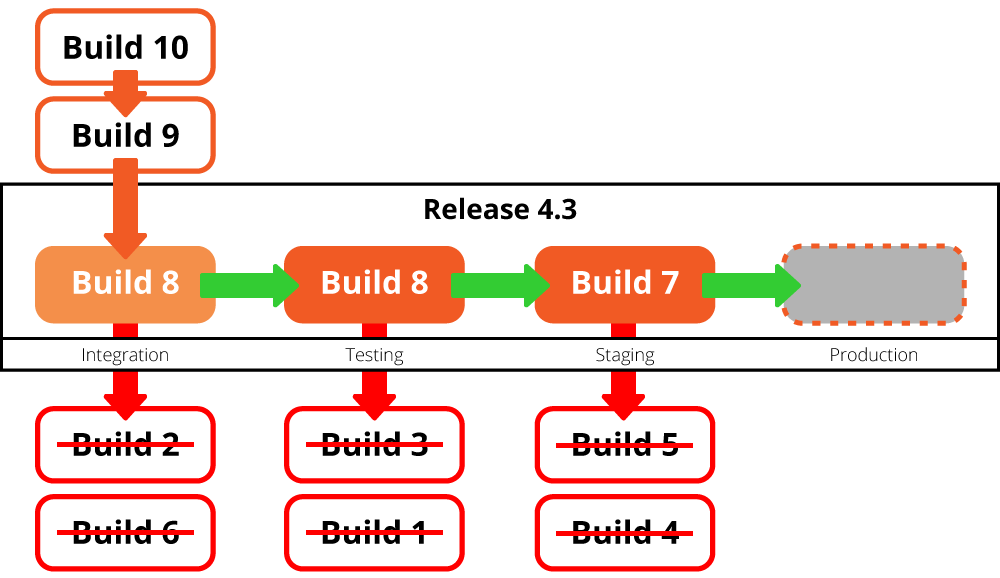 Build 10
Build 9
Release 4.3
Build 8
Build 8
Build 7
Integration
Testing
Staging
Production
Build 2
Build 3
Build 5
Build 6
Build 1
Build 4